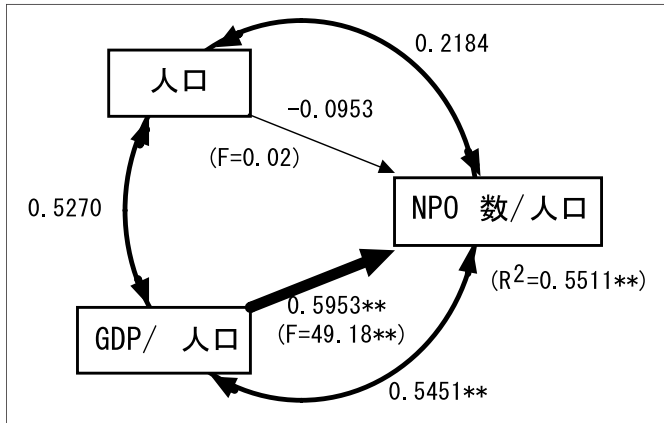 0.2184
人口
-0.0953
(F=0.02)
NPO 数/人口
0.5270
(R²=0.5511**)
0.5953**
(F=49.18**)
GDP/ 人口
0.5451**